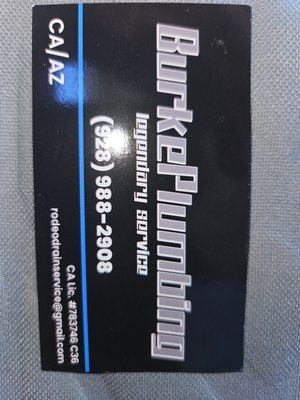 BurkePlumbing
legendary service
(928) 988-2908
CA/AZ
CA Lic. #783746 C36
rodeodrainservice@gmail.com